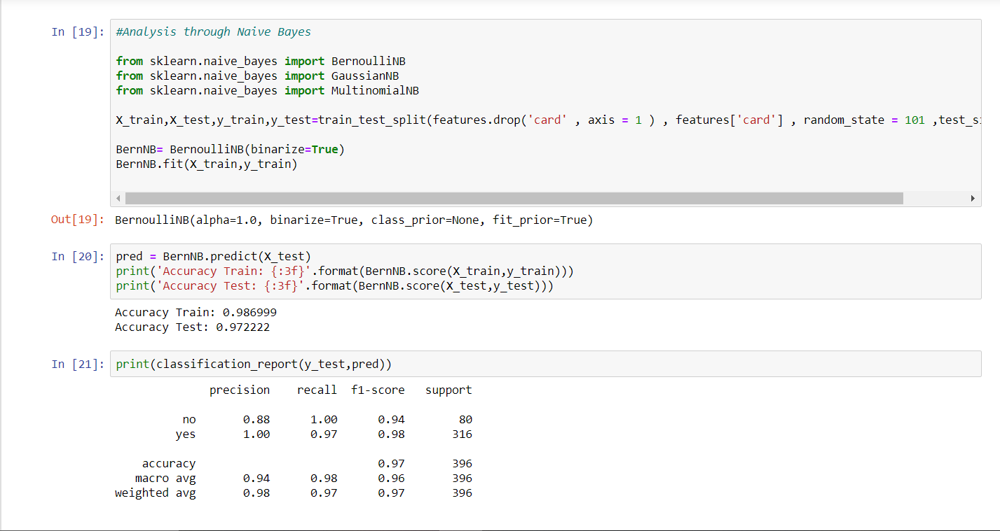 In [19]: #Analysis through Naive Bayes
from sklearn.naive_bayes import BernoulliNB
from sklearn.naive_bayes import GaussianNB
from sklearn.naive_bayes import MultinomialNB
X_train,X_test,y_train,y_test=train_test_split(features.drop('card' , axis = 1 ) , features['card'] , random_state = 101 ,test_s
BernNB= BernoulliNB(binarize=True)
BernNB.fit(X_train,y_train)
Out[19]: BernoulliNB(alpha=1.0, binarize=True, class_prior=None, fit_prior=True)
In [20]: pred = BernNB.predict(X_test)
print('Accuracy Train: {:3f}'.format(BernNB.score(X_train,y_train)))
print('Accuracy Test: {:3f}'.format(BernNB.score(X_test,y_test)))
Accuracy Train: 0.986999
Accuracy Test: 0.972222
In [21]: print(classification_report(y_test,pred))
precision recall f1-score support
no 0.88 1.00 0.94 80
yes 1.00 0.97 0.98 316
accuracy 0.97 396
macro avg 0.94 0.98 0.96 396
weighted avg 0.98 0.97 0.97 396